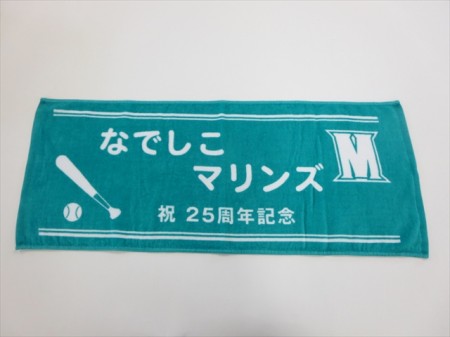 なでしこ
マリンズ
M
祝 25周年記念